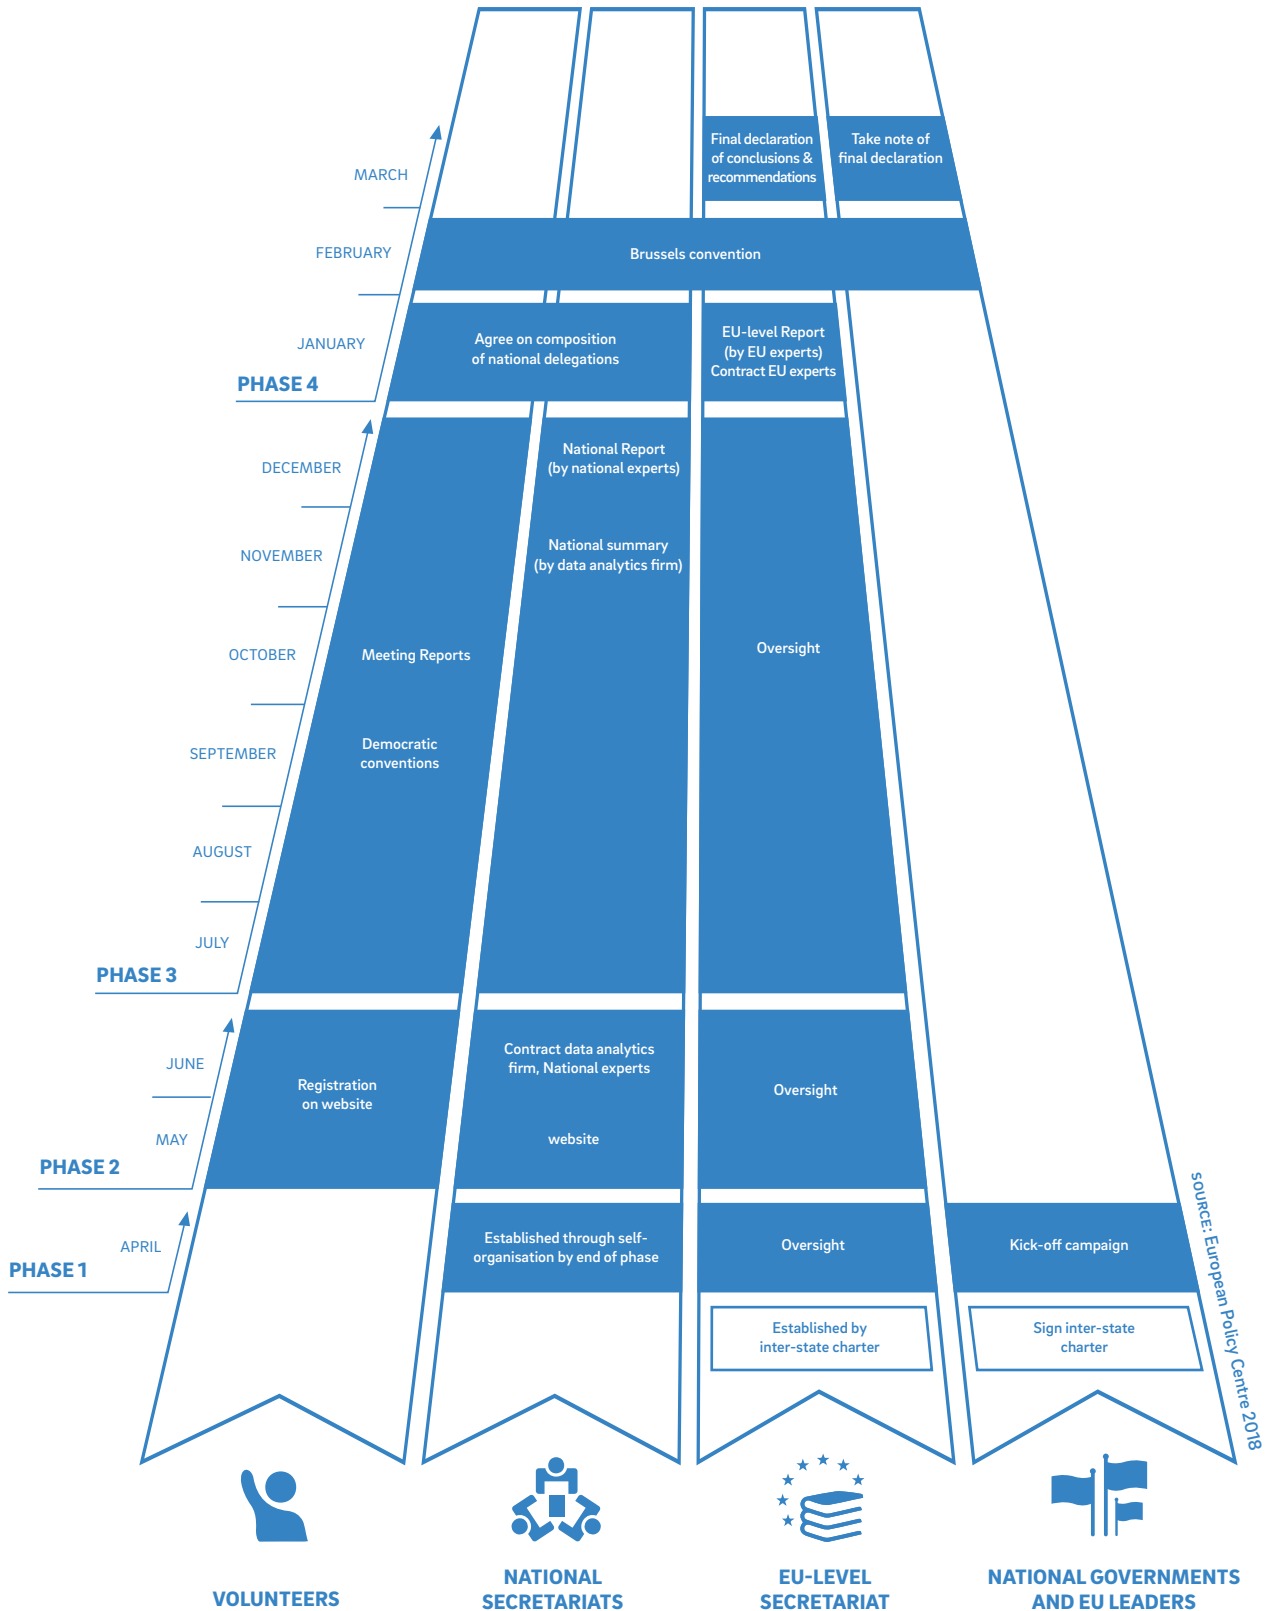 Final declaration
of conclusions &
recommendations
Take note of
final declaration
MARCH
FEBRUARY
Brussels convention
JANUARY
Agree on composition
of national delegations
EU-level Report
(by EU experts)
Contract EU experts
PHASE 4
DECEMBER
National Report
(by national experts)
NOVEMBER
National summary
(by data analytics firm)
OCTOBER
Meeting Reports
Oversight
SEPTEMBER
Democratic
conventions
AUGUST
JULY
PHASE 3
JUNE
Contract data analytics
firm, National experts
Registration
on website
Oversight
MAY
website
PHASE 2
APRIL
Established through self-
organisation by end of phase
Oversight
Kick-off campaign
PHASE 1
Established by
inter-state charter
Sign inter-state
charter
SOURCE: European Policy Centre 2018
VOLUNTEERS
NATIONAL
SECRETARIATS
EU-LEVEL
SECRETARIAT
NATIONAL GOVERNMENTS
AND EU LEADERS